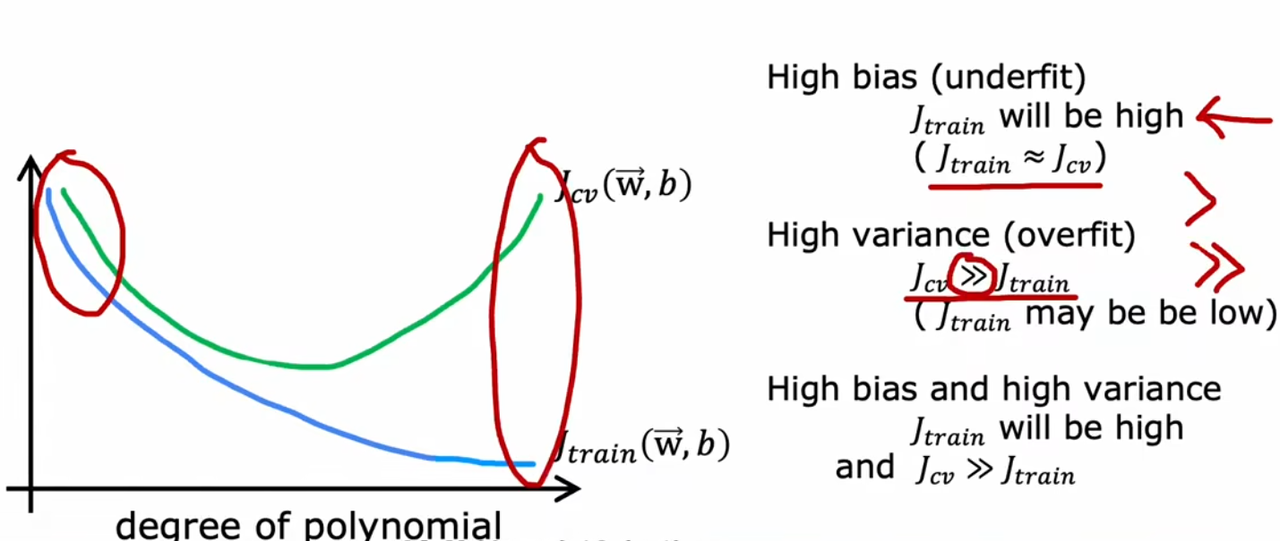 High bias (underfit)
J_train will be high ←
( J_train ≈ J_cv )
>
High variance (overfit)
J_cv ≫ J_train
≫
( J_train may be be low)
High bias and high variance
J_train will be high
and J_cv ≫ J_train
J_cv(w⃗, b)
J_train(w⃗, b)
degree of polynomial